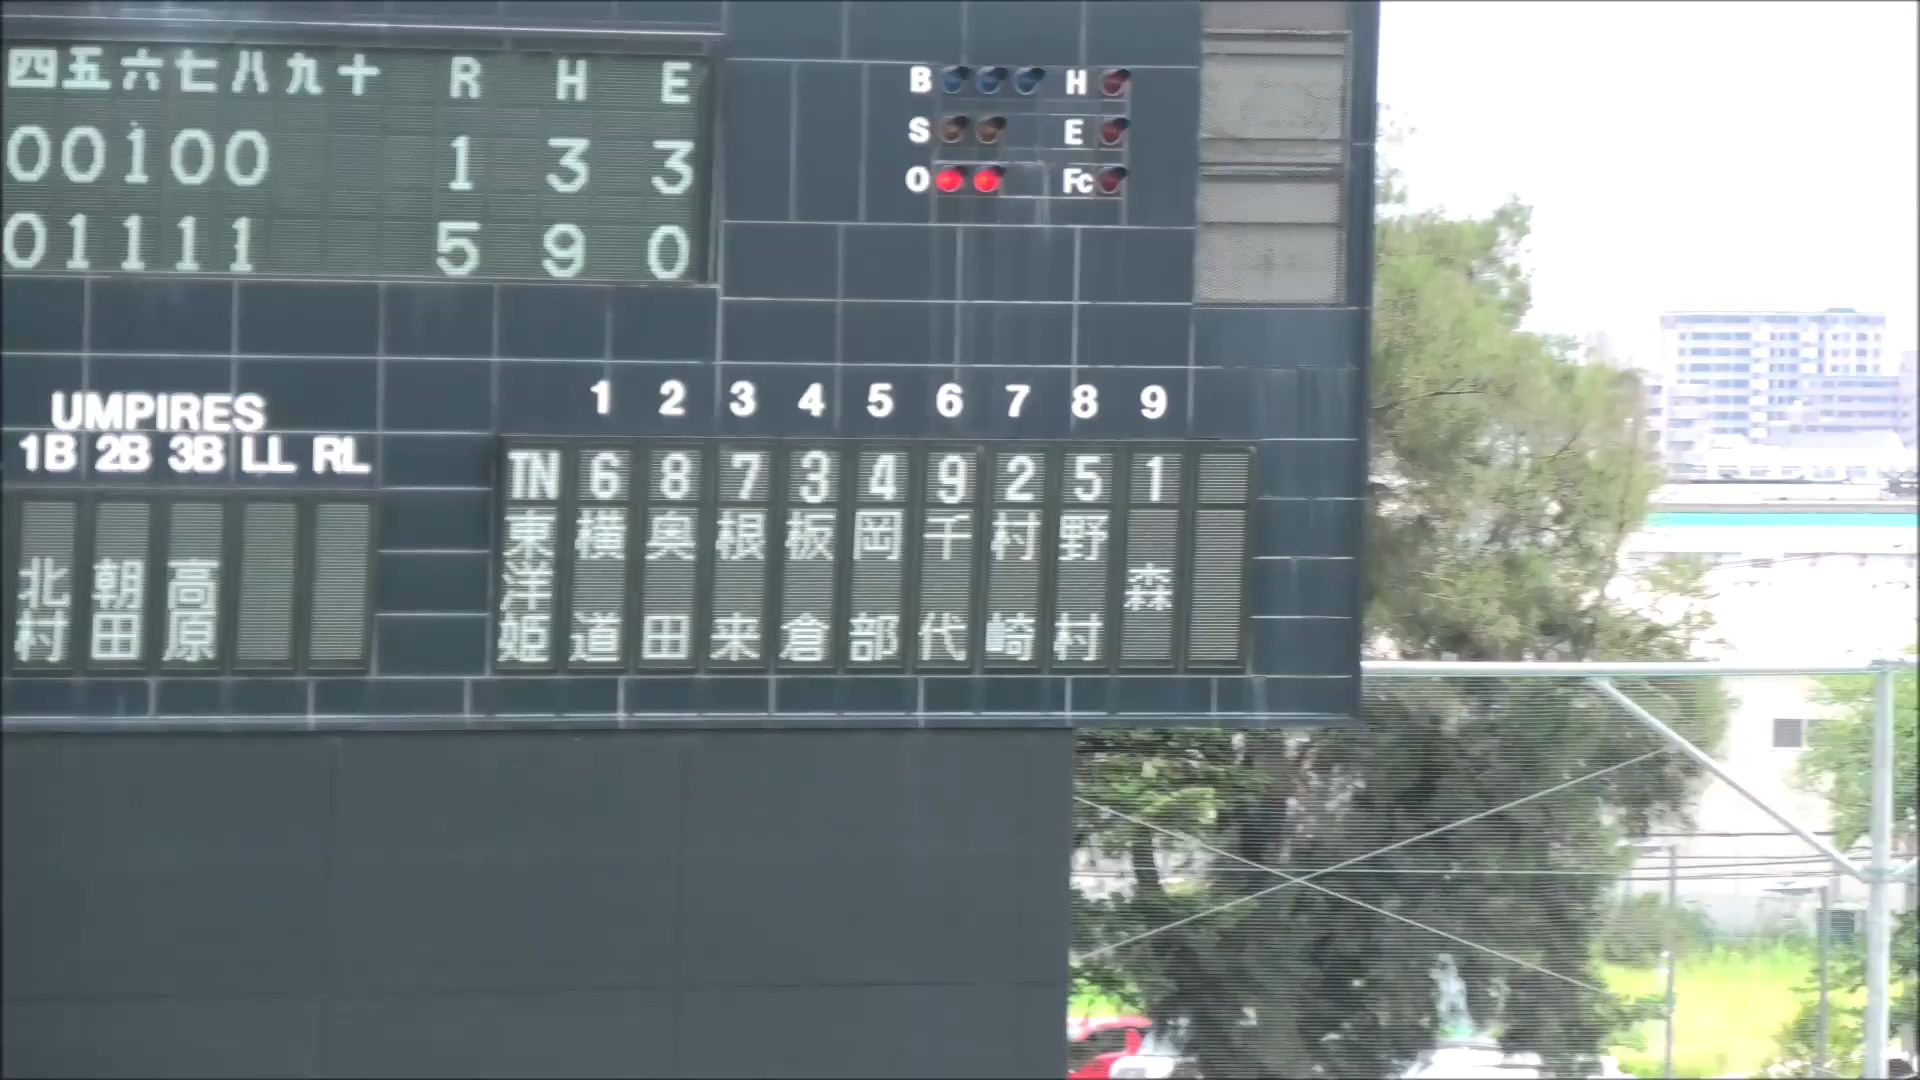 四五六七八九十 R H E
00100 1 3 3
01111 5 9 0
B H
S E
O Fc
UMPIRES
1B 2B 3B LL RL
北村 朝田 高原
1 2 3 4 5 6 7 8 9
TN 6 8 7 3 4 9 2 5 1
東洋姫 横道 奥田 根来 板倉 岡部 千代 村崎 野村 森